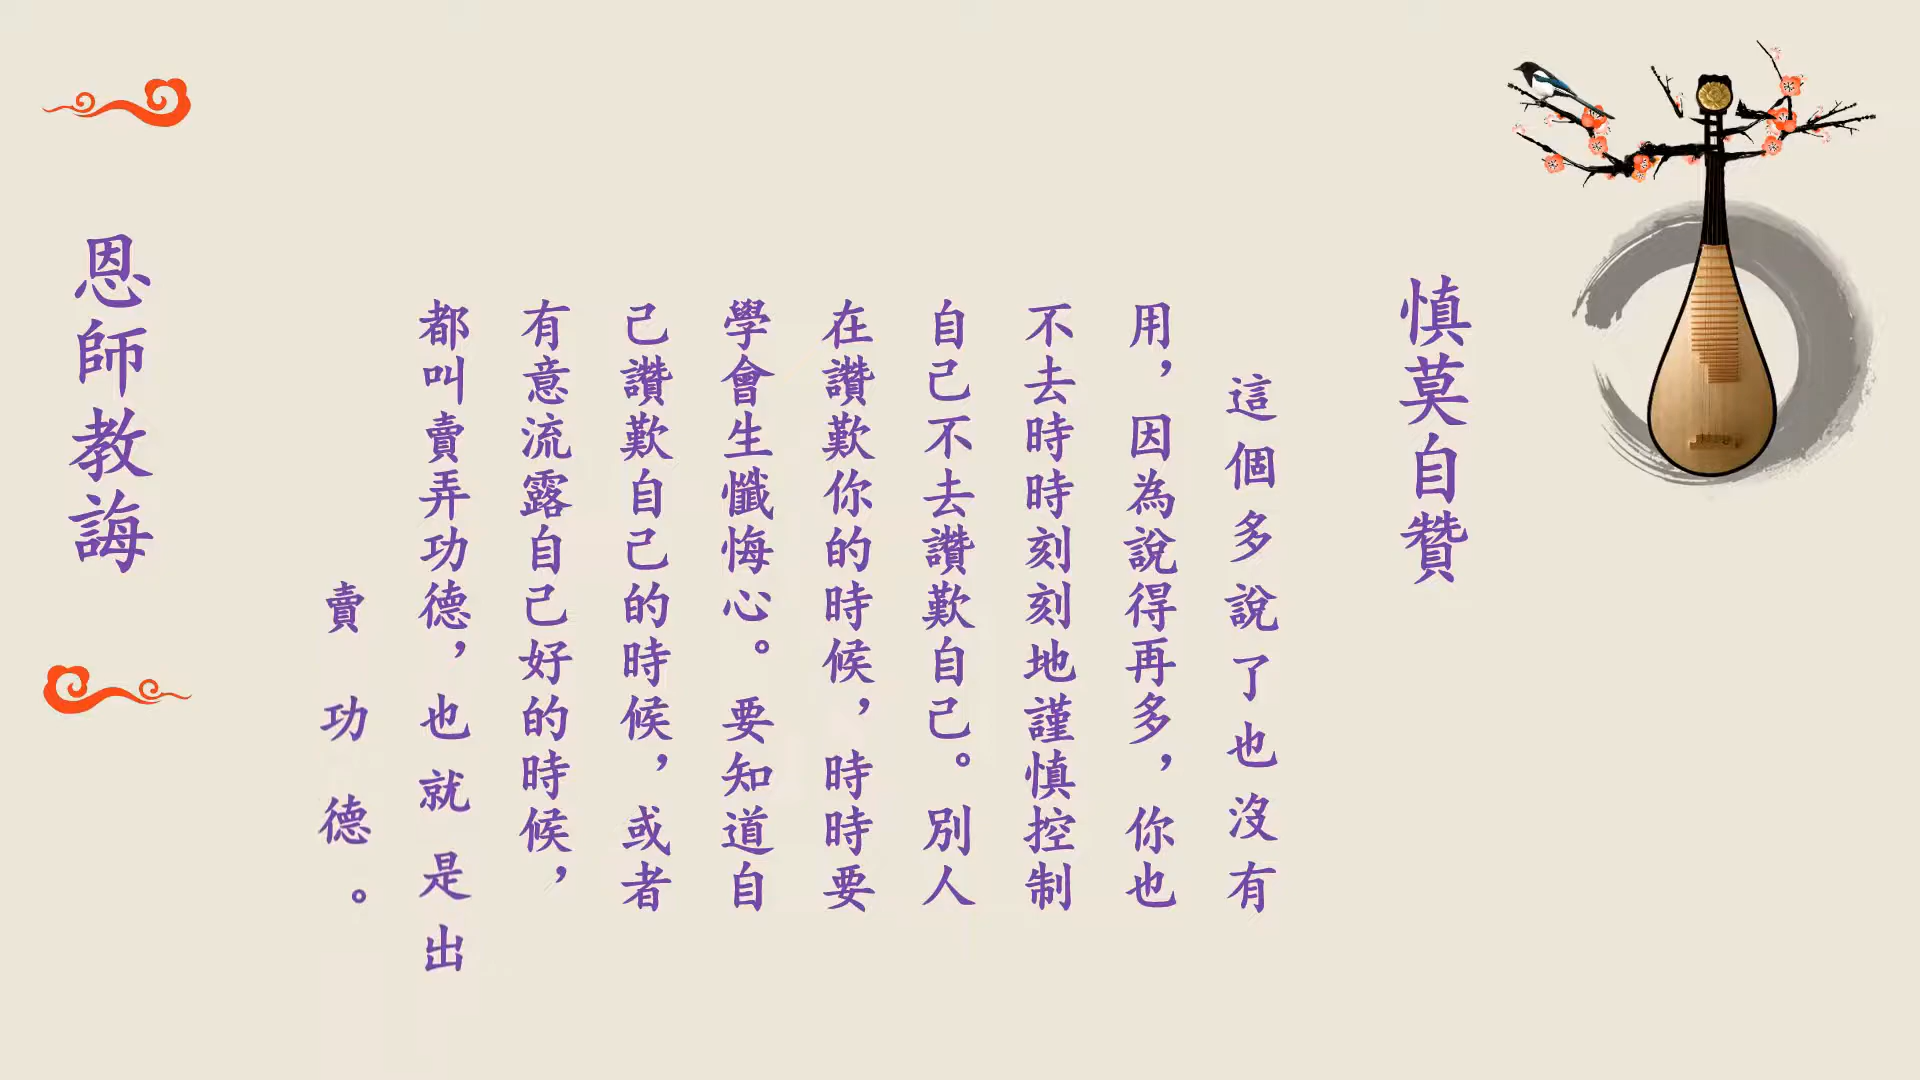 慎莫自贊
這個多說了也沒有
用，因為說得再多，你也
不去時時刻刻地謹慎控制
自己不去讚歎自己。別人
在讚歎你的時候，時時要
學會生懺悔心。要知道自
己讚歎自己的時候，或者
有意流露自己好的時候，
都叫賣弄功德，也就是出
賣功德。
恩師教誨